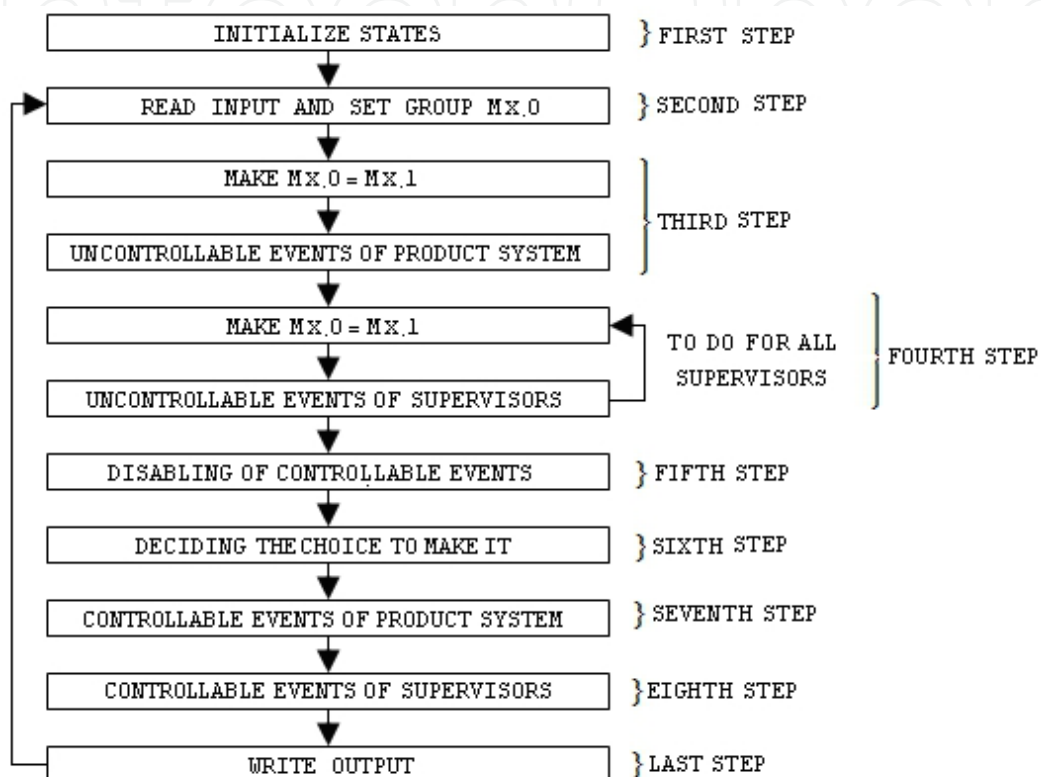 INITIALIZE STATES
} FIRST STEP
READ INPUT AND SET GROUP MX.0
} SECOND STEP
MAKE MX.0 = MX.1
UNCONTROLLABLE EVENTS OF PRODUCT SYSTEM
THIRD STEP
MAKE MX.0 = MX.1
UNCONTROLLABLE EVENTS OF SUPERVISORS
TO DO FOR ALL
SUPERVISORS
FOURTH STEP
DISABLING OF CONTROLLABLE EVENTS
} FIFTH STEP
DECIDING THE CHOICE TO MAKE IT
} SIXTH STEP
CONTROLLABLE EVENTS OF PRODUCT SYSTEM
} SEVENTH STEP
CONTROLLABLE EVENTS OF SUPERVISORS
} EIGHTH STEP
WRITE OUTPUT
} LAST STEP